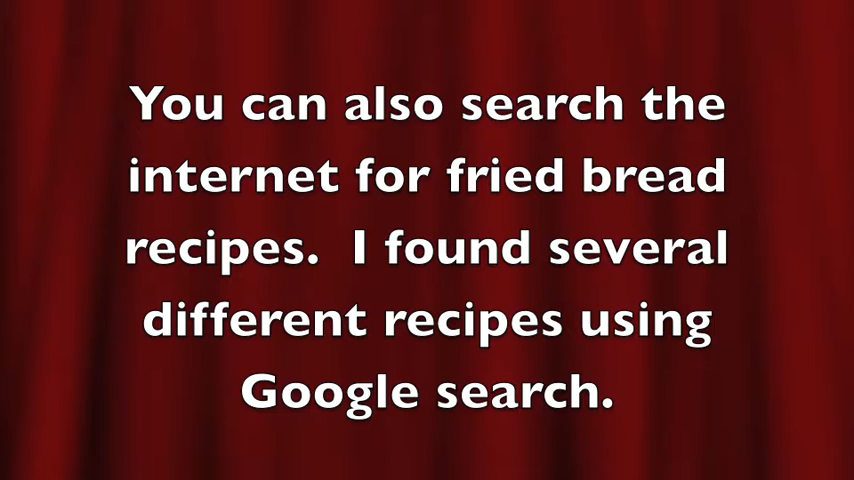 You can also search the
internet for fried bread
recipes.  I found several
different recipes using
Google search.